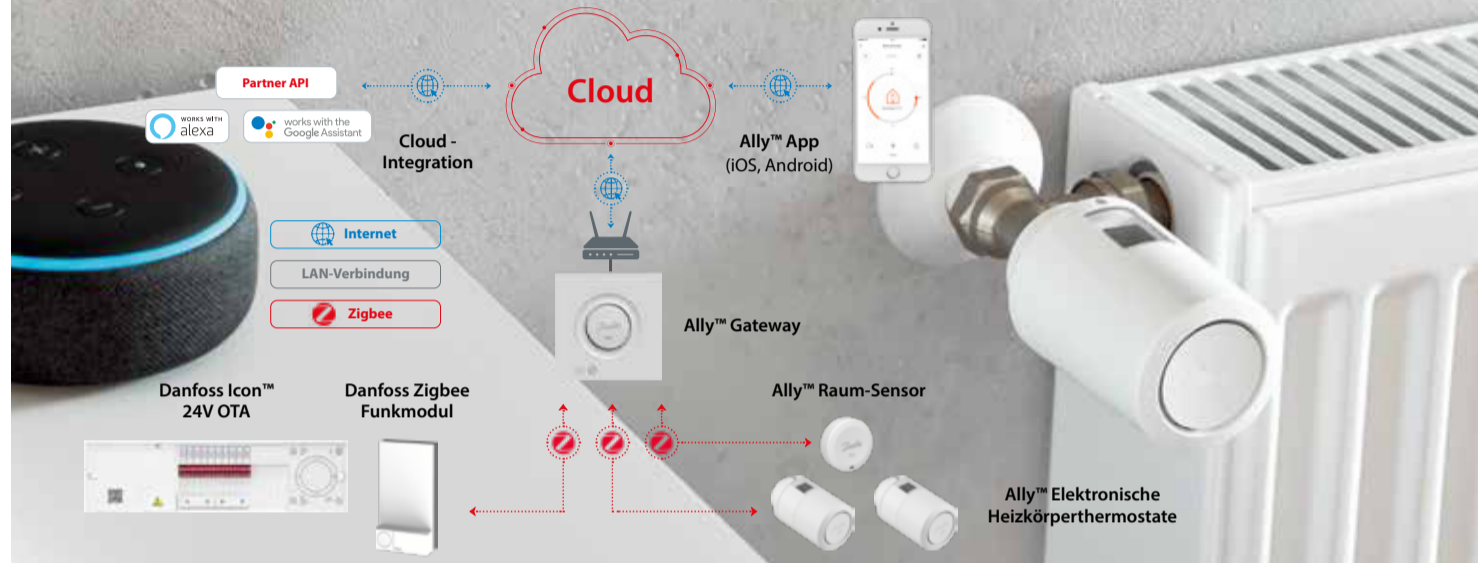 Partner API
WORKS WITH
alexa
works with the
Google Assistant
Cloud -
Integration
Cloud
Ally™ App
(iOS, Android)
Internet
LAN-Verbindung
Zigbee
Ally™ Gateway
Danfoss Icon™
24V OTA
Danfoss Zigbee
Funkmodul
Ally™ Raum-Sensor
Ally™ Elektronische
Heizkörperthermostate